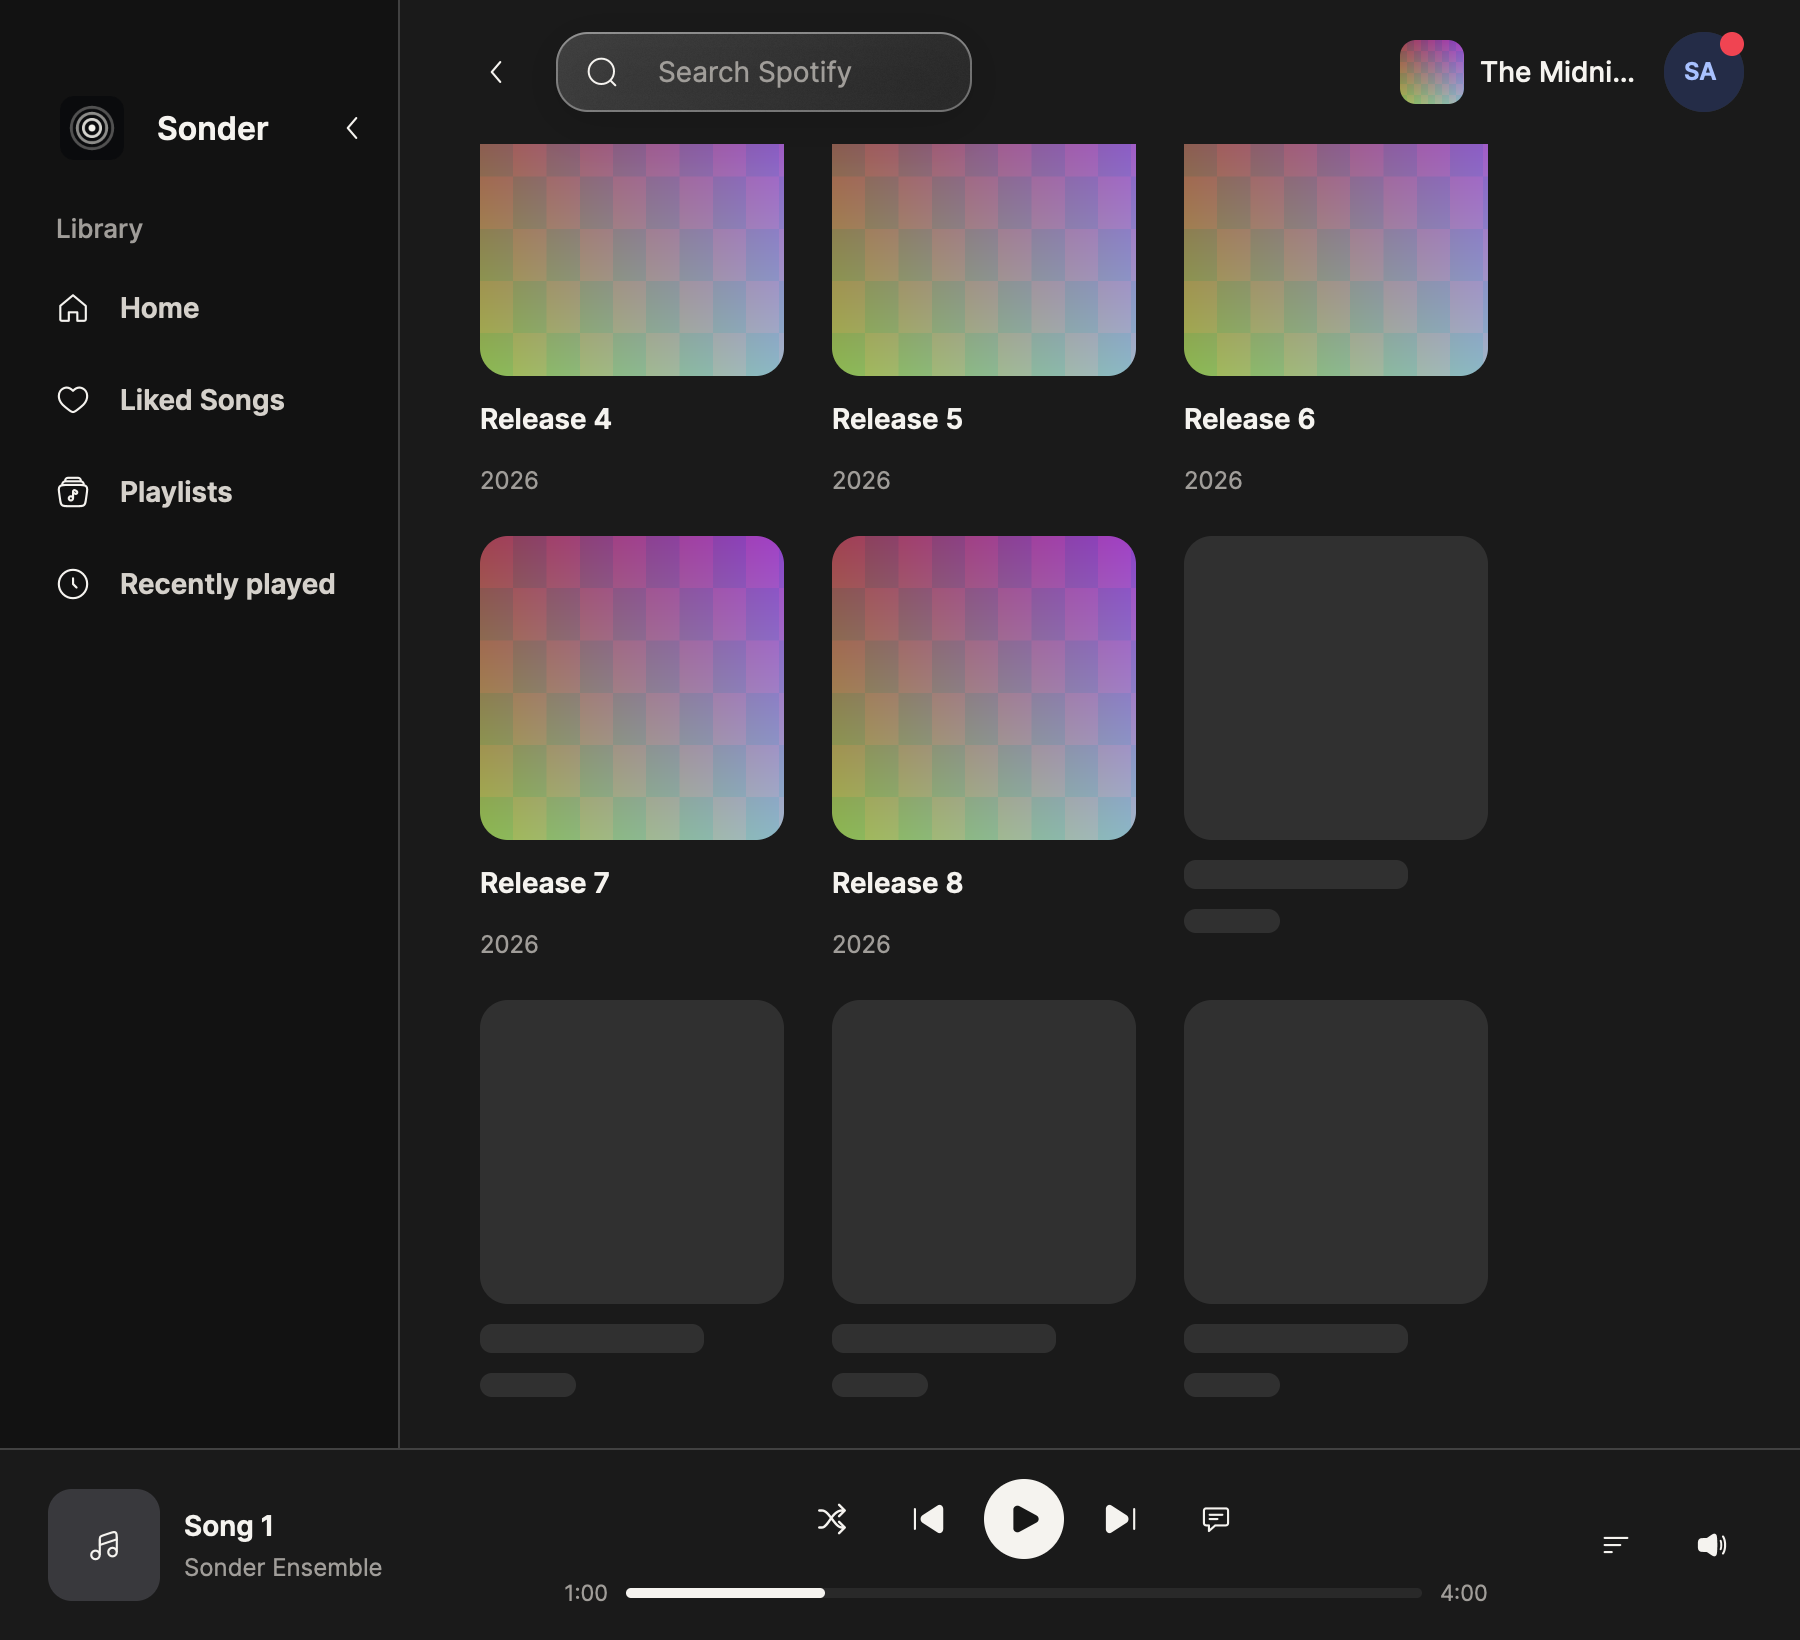 Sonder
Library
Home
Liked Songs
Playlists
Recently played
Search Spotify
The Midni...
SA
Release 4
2026
Release 5
2026
Release 6
2026
Release 7
2026
Release 8
2026
Song 1
Sonder Ensemble
1:00
4:00